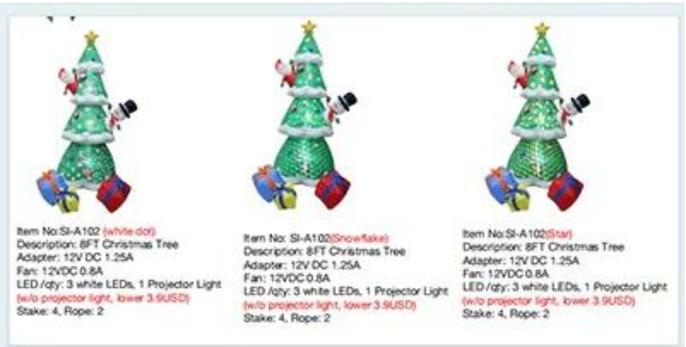 Item No:SI-A102 (white dot)
Description: 8FT Christmas Tree
Adapter: 12V DC 1.25A
Fan: 12VDC 0.8A
LED /qty: 3 white LEDs, 1 Projector Light
(w/o projector light, lower 3.9USD)
Stake: 4, Rope: 2
Item No: SI-A102(Snowflake)
Description: 8FT Christmas Tree
Adapter: 12V DC 1.25A
Fan: 12VDC 0.8A
LED /qty: 3 white LEDs, 1 Projector Light
(w/o projector light, lower 3.9USD)
Stake: 4, Rope: 2
Item No:SI-A102(Star)
Description: 8FT Christmas Tree
Adapter: 12V DC 1.25A
Fan: 12VDC 0.8A
LED /qty: 3 white LEDs, 1 Projector Light
(w/o projector light, lower 3.9USD)
Stake: 4, Rope: 2